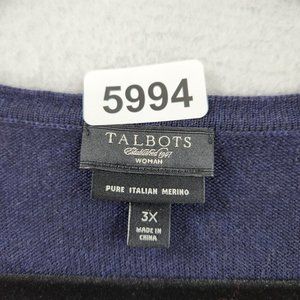 5994
TALBOTS
Established 1947
WOMAN
PURE ITALIAN MERINO
3X
MADE IN
CHINA